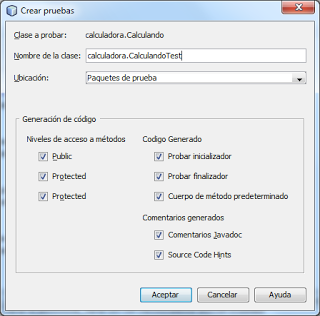 Crear pruebas
Clase a probar: calculadora.Calculando
Nombre de la clase: calculadora.CalculandoTest
Ubicación: Paquetes de prueba
Generación de código
Niveles de acceso a métodos Codigo Generado
Public Probar inicializador
Protected Probar finalizador
Protected Cuerpo de método predeterminado
Comentarios generados
Comentarios Javadoc
Source Code Hints
Aceptar Cancelar Ayuda